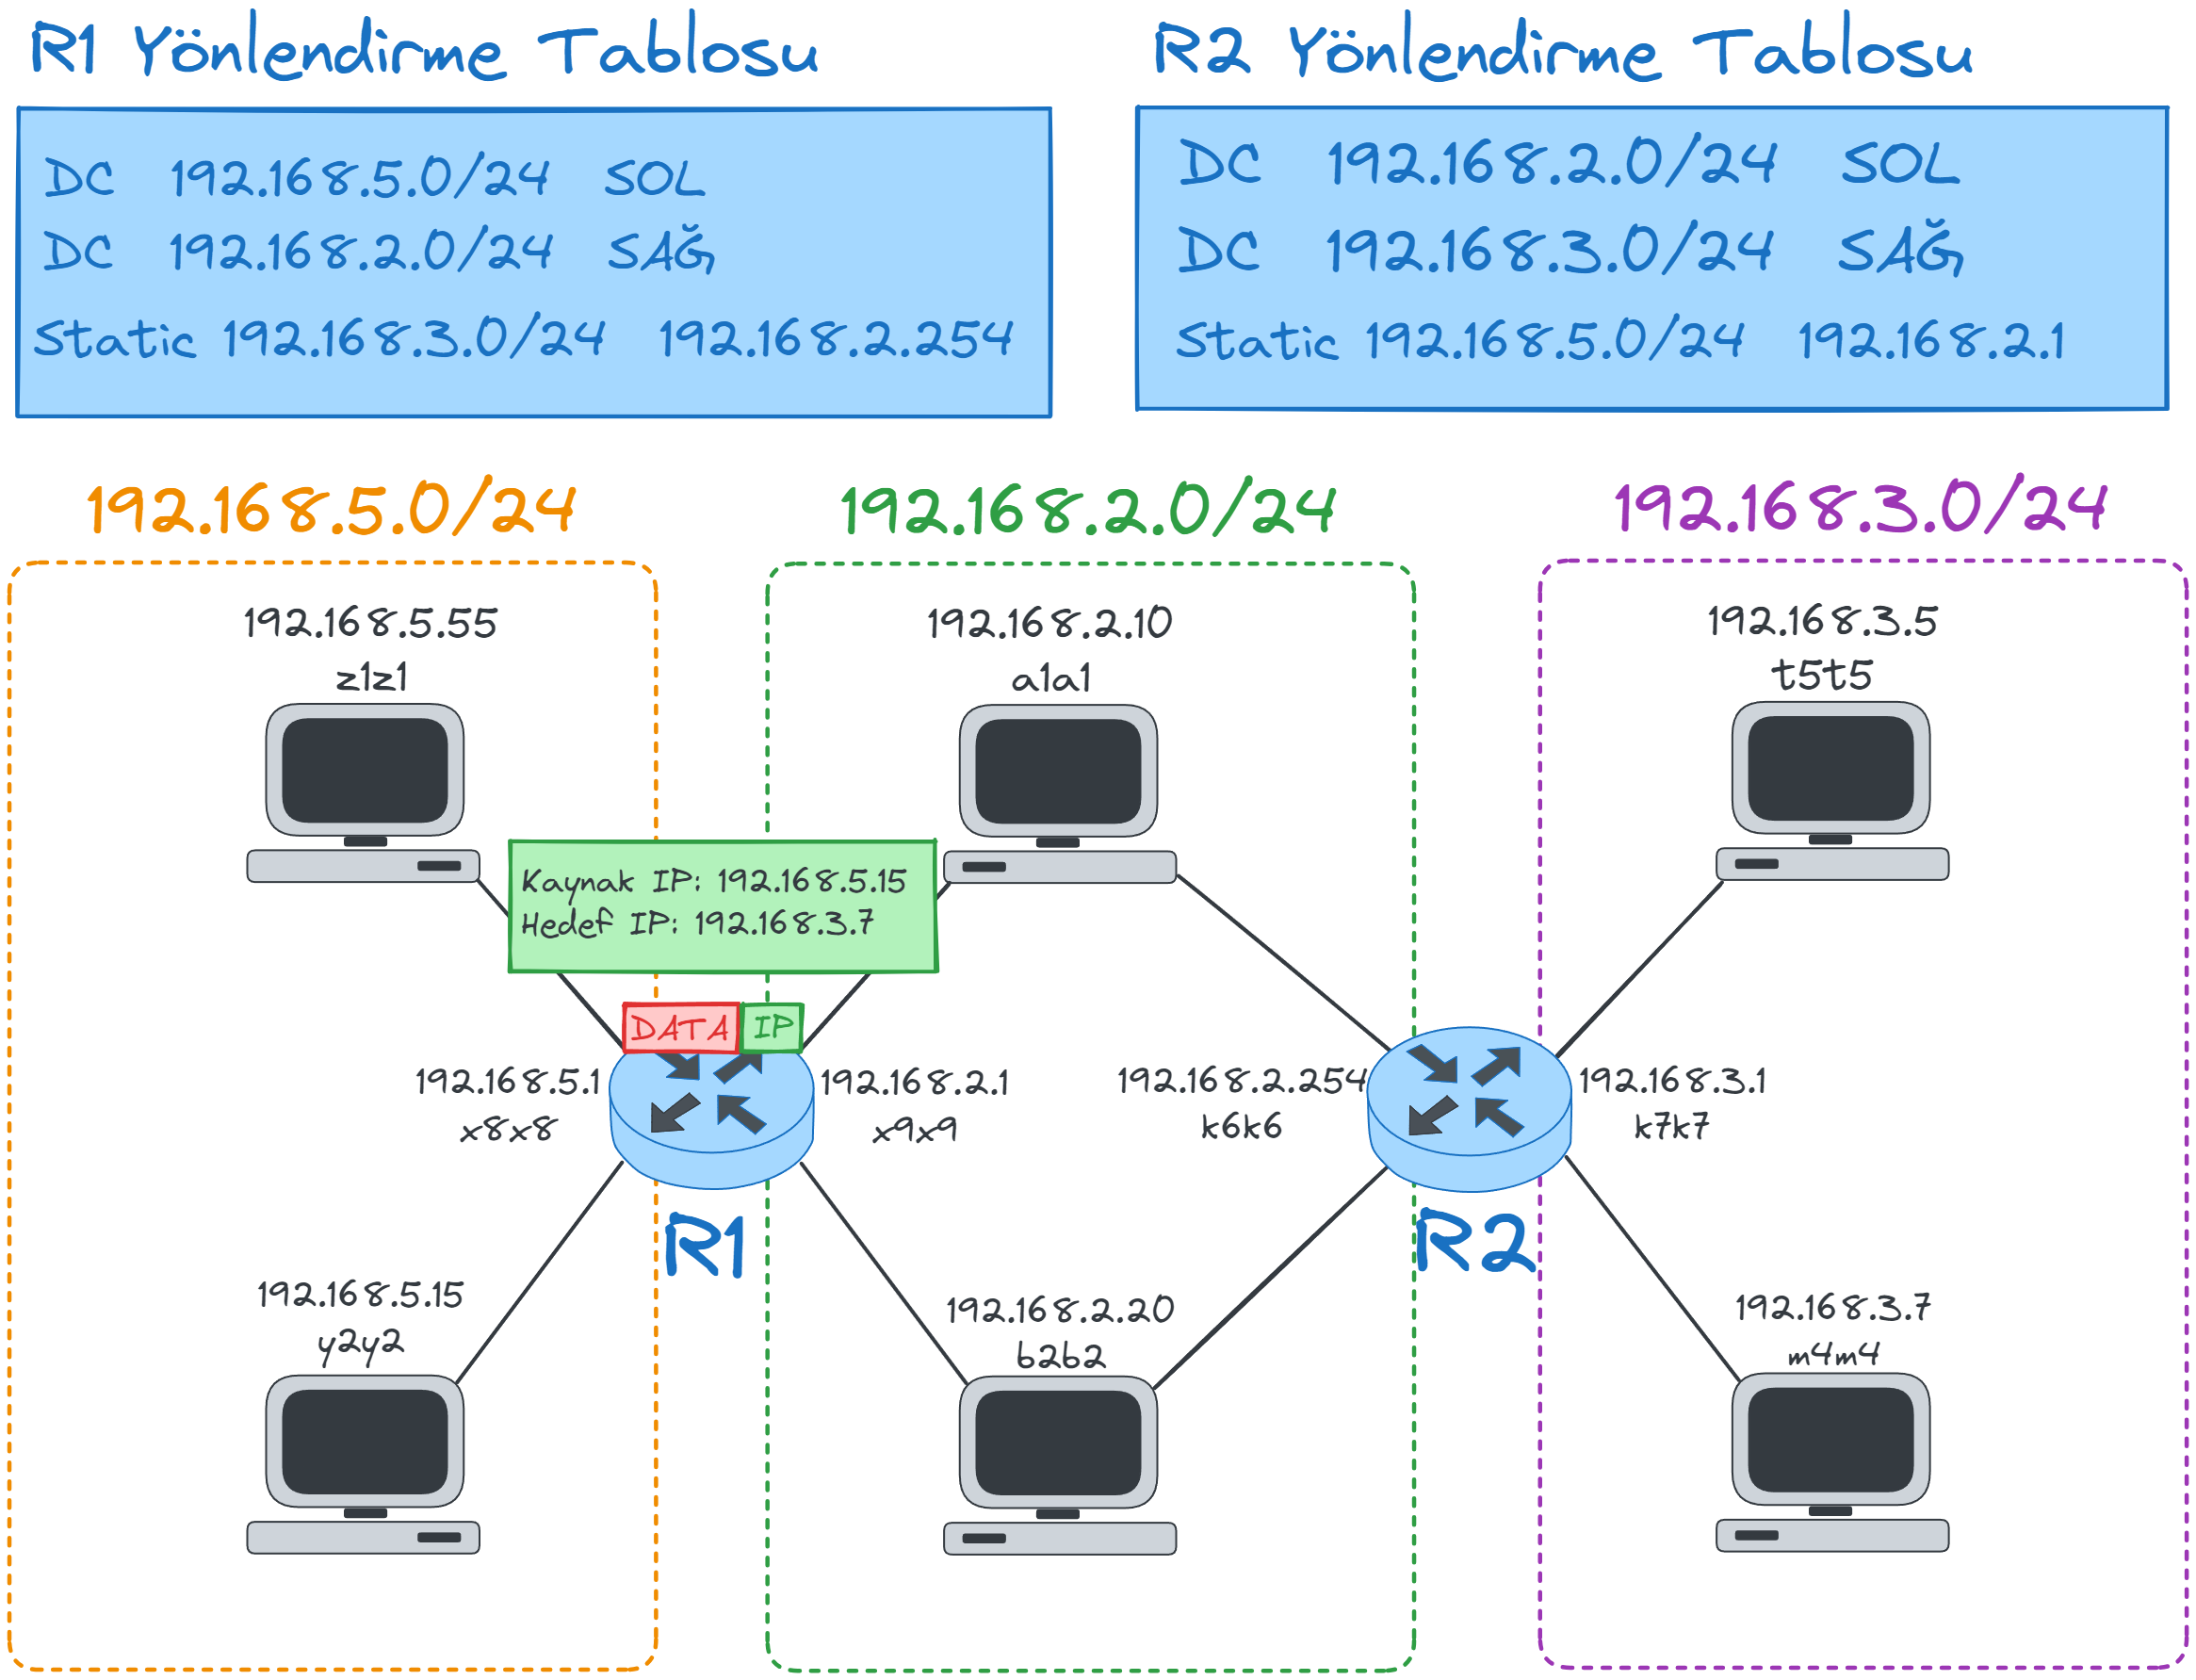 R1 Yönlendirme Tablosu
DC 192.168.5.0/24 SOL
DC 192.168.2.0/24 SAĞ
Static 192.168.3.0/24 192.168.2.254
R2 Yönlendirme Tablosu
DC 192.168.2.0/24 SOL
DC 192.168.3.0/24 SAĞ
Static 192.168.5.0/24 192.168.2.1
192.168.5.0/24
192.168.2.0/24
192.168.3.0/24
192.168.5.55
z1z1
192.168.2.10
a1a1
192.168.3.5
t5t5
Kaynak IP: 192.168.5.15
Hedef IP: 192.168.3.7
DATA IP
192.168.5.1
x8x8
192.168.2.1
x9x9
192.168.2.254
k6k6
192.168.3.1
k7k7
R1
R2
192.168.5.15
y2y2
192.168.2.20
b2b2
192.168.3.7
m4m4